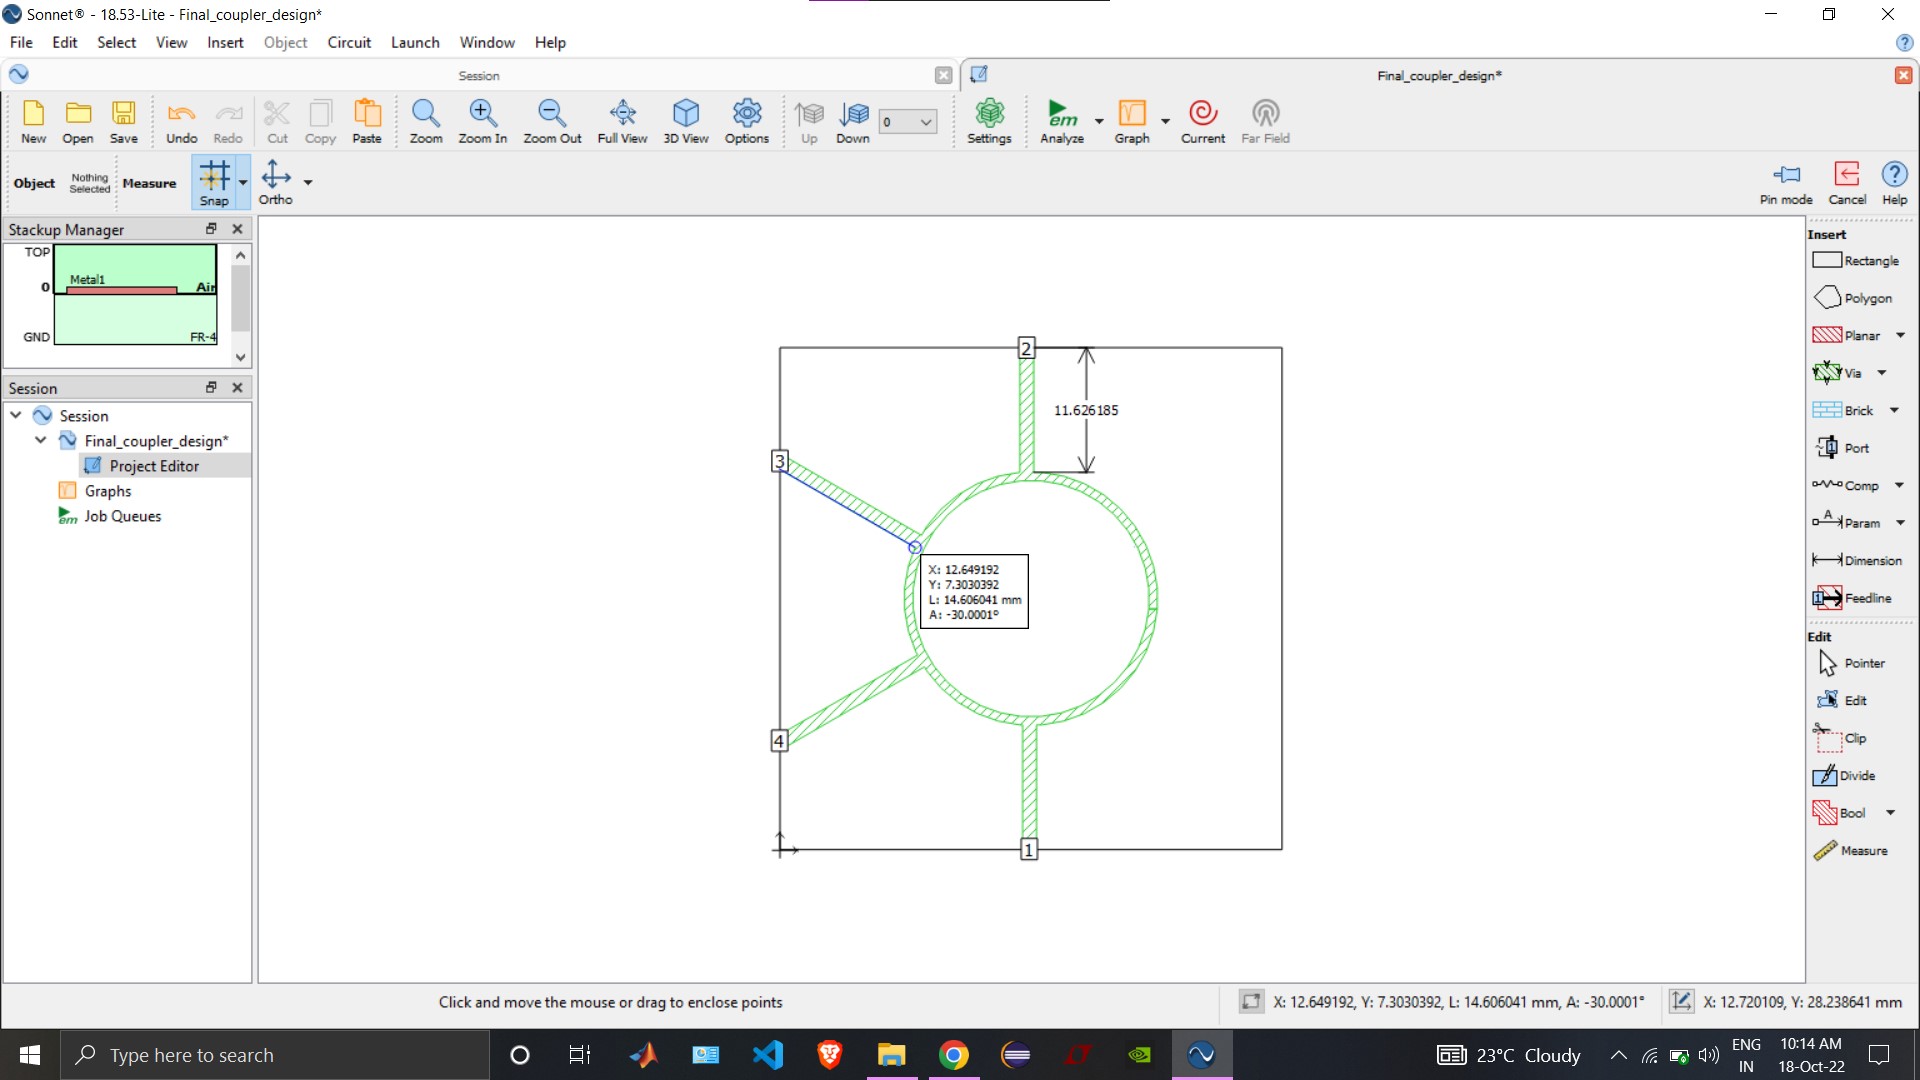 Sonnet® - 18.53-Lite - Final_coupler_design*
File Edit Select View Insert Object Circuit Launch Window Help
Session
Final_coupler_design*
New Open Save Undo Redo Cut Copy Paste Zoom Zoom In Zoom Out Full View 3D View Options Up Down 0 Settings Analyze Graph Current Far Field
em
Object Nothing Selected Measure Snap Ortho Pin mode Cancel Help
Stackup Manager
TOP
Metal1
0 Air
GND FR-4
Session
Session
Final_coupler_design*
Project Editor
Graphs
em Job Queues
2
11.626185
3
X: 12.649192
Y: 7.3030392
L: 14.606041 mm
A: -30.0001°
4
1
Insert
Rectangle
Polygon
Planar
Via
Brick
1 Port
Comp
A Param
Dimension
1 Feedline
Edit
Pointer
Edit
Clip
Divide
Bool
Measure
Click and move the mouse or drag to enclose points
X: 12.649192, Y: 7.3030392, L: 14.606041 mm, A: -30.0001°
X: 12.720109, Y: 28.238641 mm
Type here to search
23°C Cloudy
ENG
IN
10:14 AM
18-Oct-22